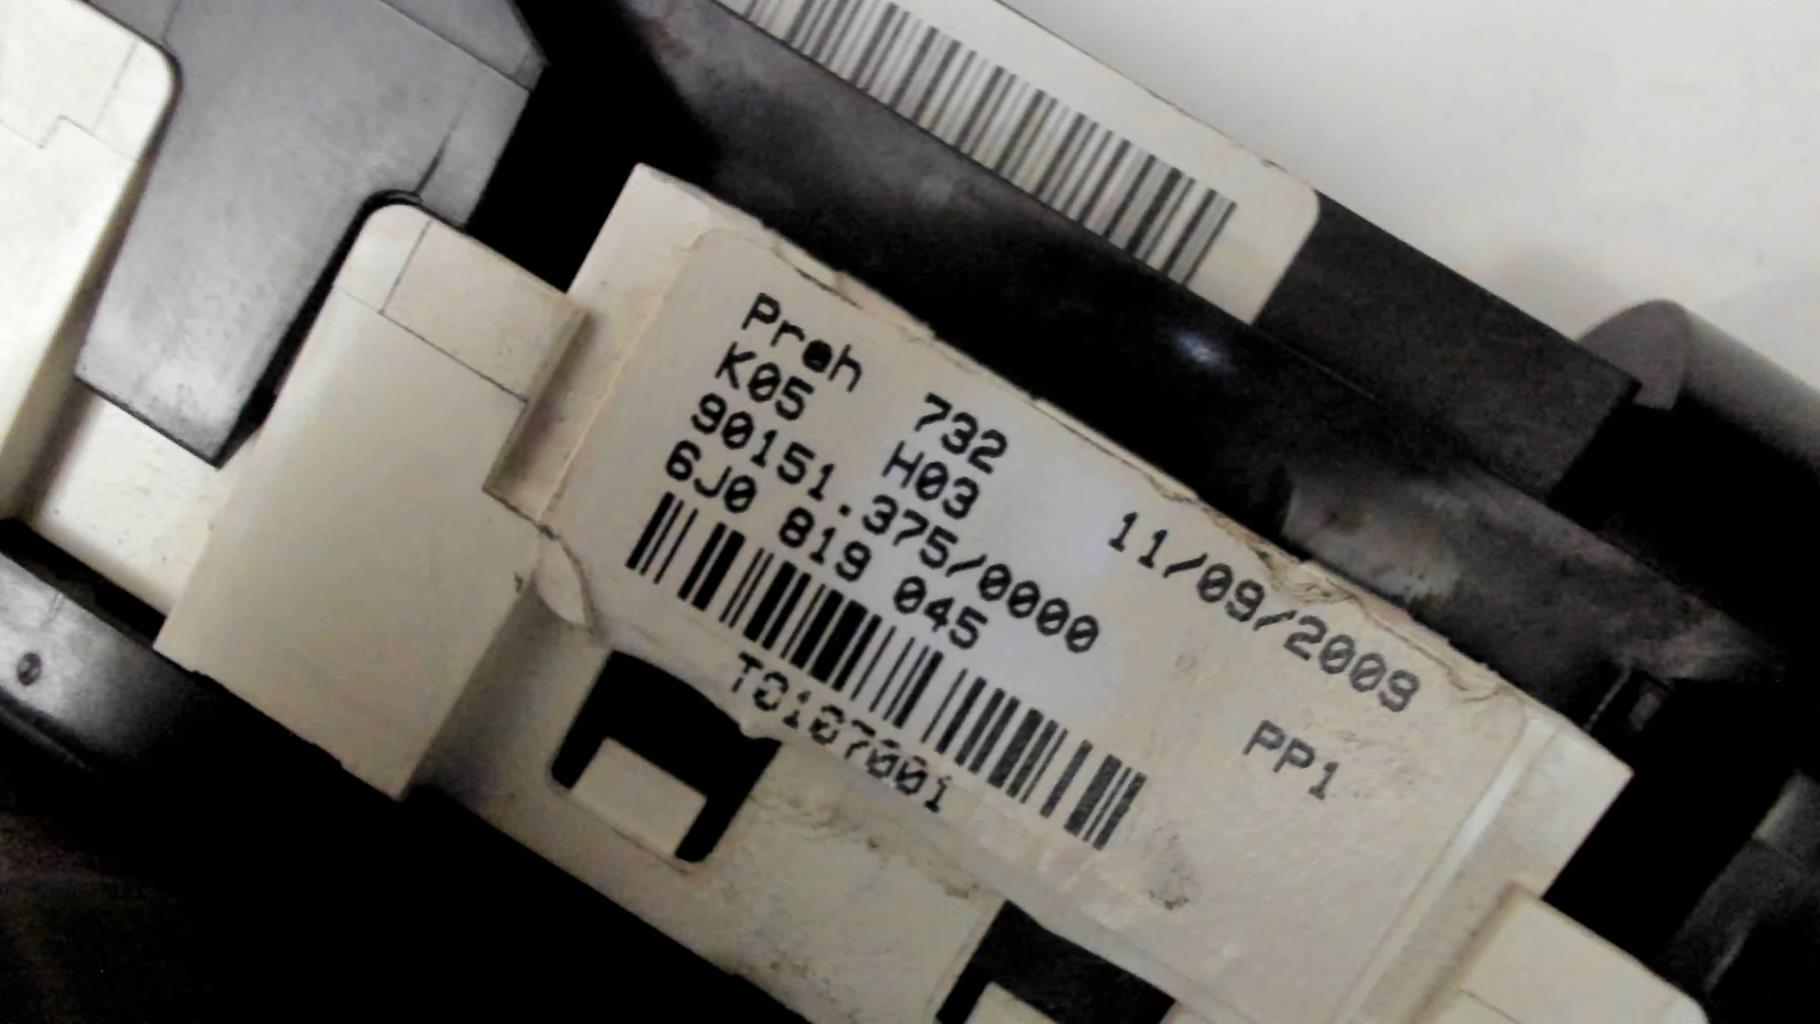 Preh 732 11/09/2009
K05 H03
90151.375/0000 PP1
6J0 819 045
T0107001